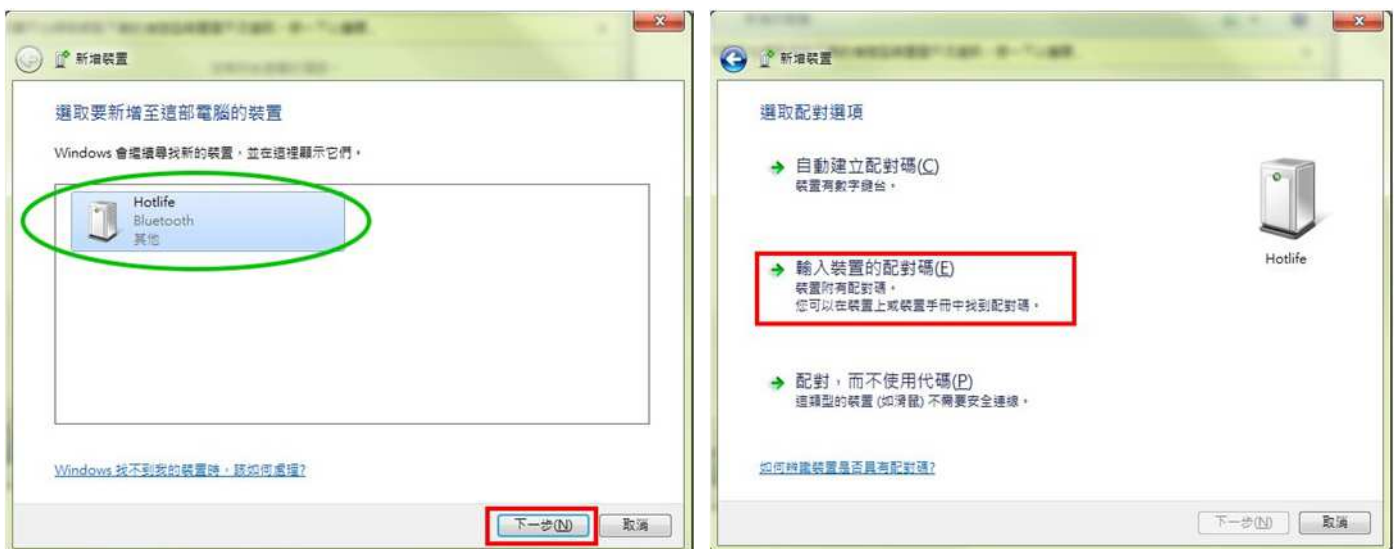 新增裝置
選取要新增至這部電腦的裝置
Windows 會繼續尋找新的裝置，並在這裡顯示它們。
Hotlife
Bluetooth
其他
Windows 找不到我的裝置時，該如何處理?
下一步(N)
取消
新增裝置
選取配對選項
自動建立配對碼(C)
裝置有數字鍵台。
輸入裝置的配對碼(E)
裝置附有配對碼。
您可以在裝置上或裝置手冊中找到配對碼。
配對，而不使用代碼(P)
這類型的裝置 (如滑鼠) 不需要安全連線。
Hotlife
如何辨識裝置是否具有配對碼?
下一步(N)
取消